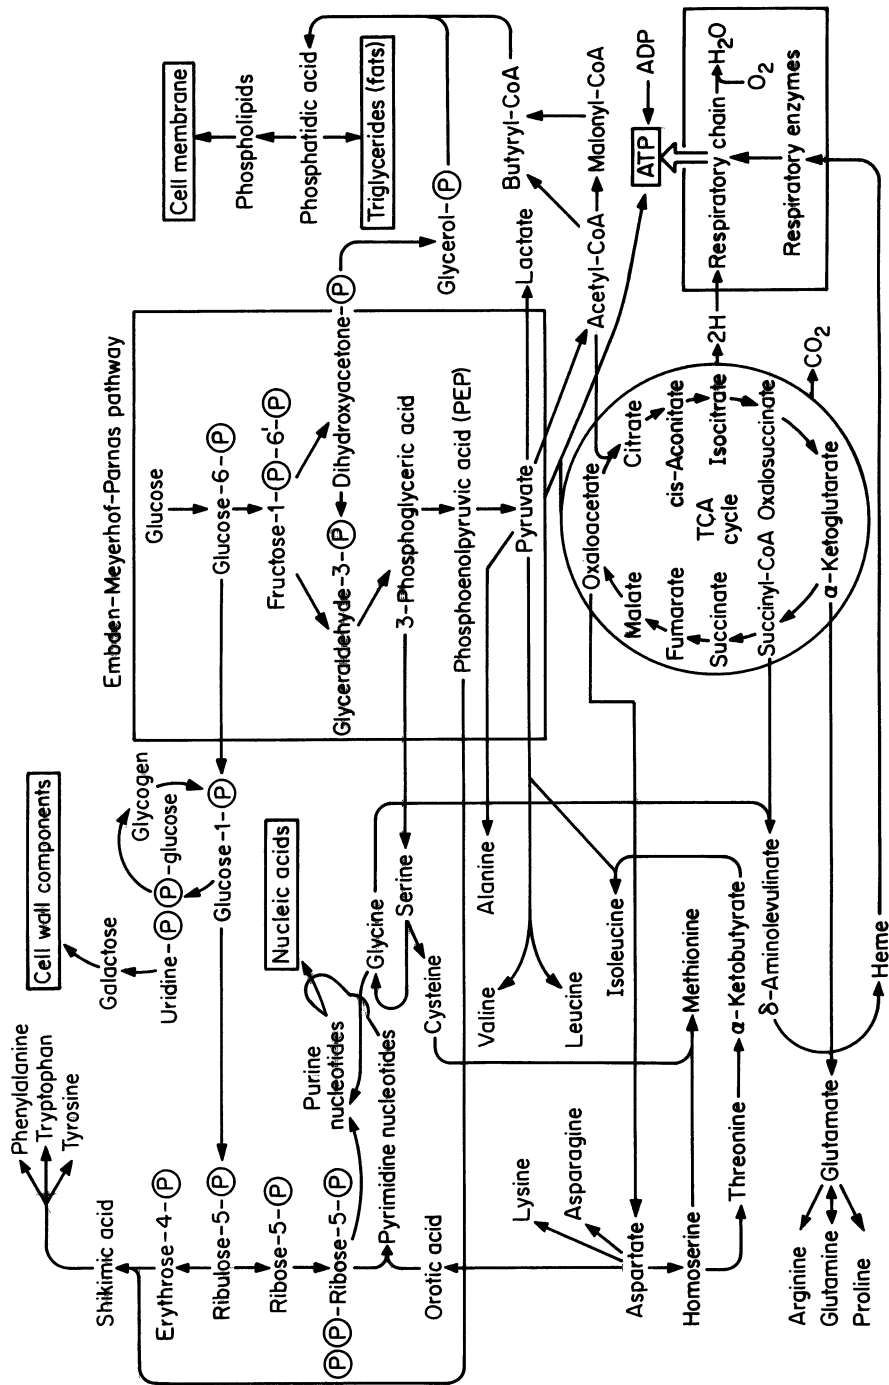 Phenylalanine
Tryptophan
Tyrosine
Shikimic acid
Erythrose-4-P
Ribulose-5-P
Ribose-5-P
P P-Ribose-5-P
Pyrimidine nucleotides
Orotic acid
Purine
nucleotides
Nucleic acids
Cell wall components
Galactose
Uridine-P P-glucose
Glycogen
Glucose-1-P
Glycine
Serine
Cysteine
Alanine
Valine
Leucine
Isoleucine
Methionine
α-Ketobutyrate
δ-Aminolevulinate
Heme
Lysine
Asparagine
Aspartate
Homoserine
Threonine
Glutamate
Arginine
Glutamine
Proline
Embden-Meyerhof-Parnas pathway
Glucose
Glucose-6-P
Fructose-1-P-6'-P
Glyceraldehyde-3-P
Dihydroxyacetone-P
3-Phosphoglyceric acid
Phosphoenolpyruvic acid (PEP)
Pyruvate
Lactate
Cell membrane
Phospholipids
Phosphatidic acid
Triglycerides (fats)
Glycerol-P
Butyryl-CoA
Acetyl-CoA
Malonyl-CoA
ATP
ADP
Oxaloacetate
Citrate
cis-Aconitate
Isocitrate
Oxalosuccinate
α-Ketoglutarate
Succinyl-CoA
Succinate
Fumarate
Malate
TCA
cycle
CO2
2H
Respiratory chain
H2O
O2
Respiratory enzymes